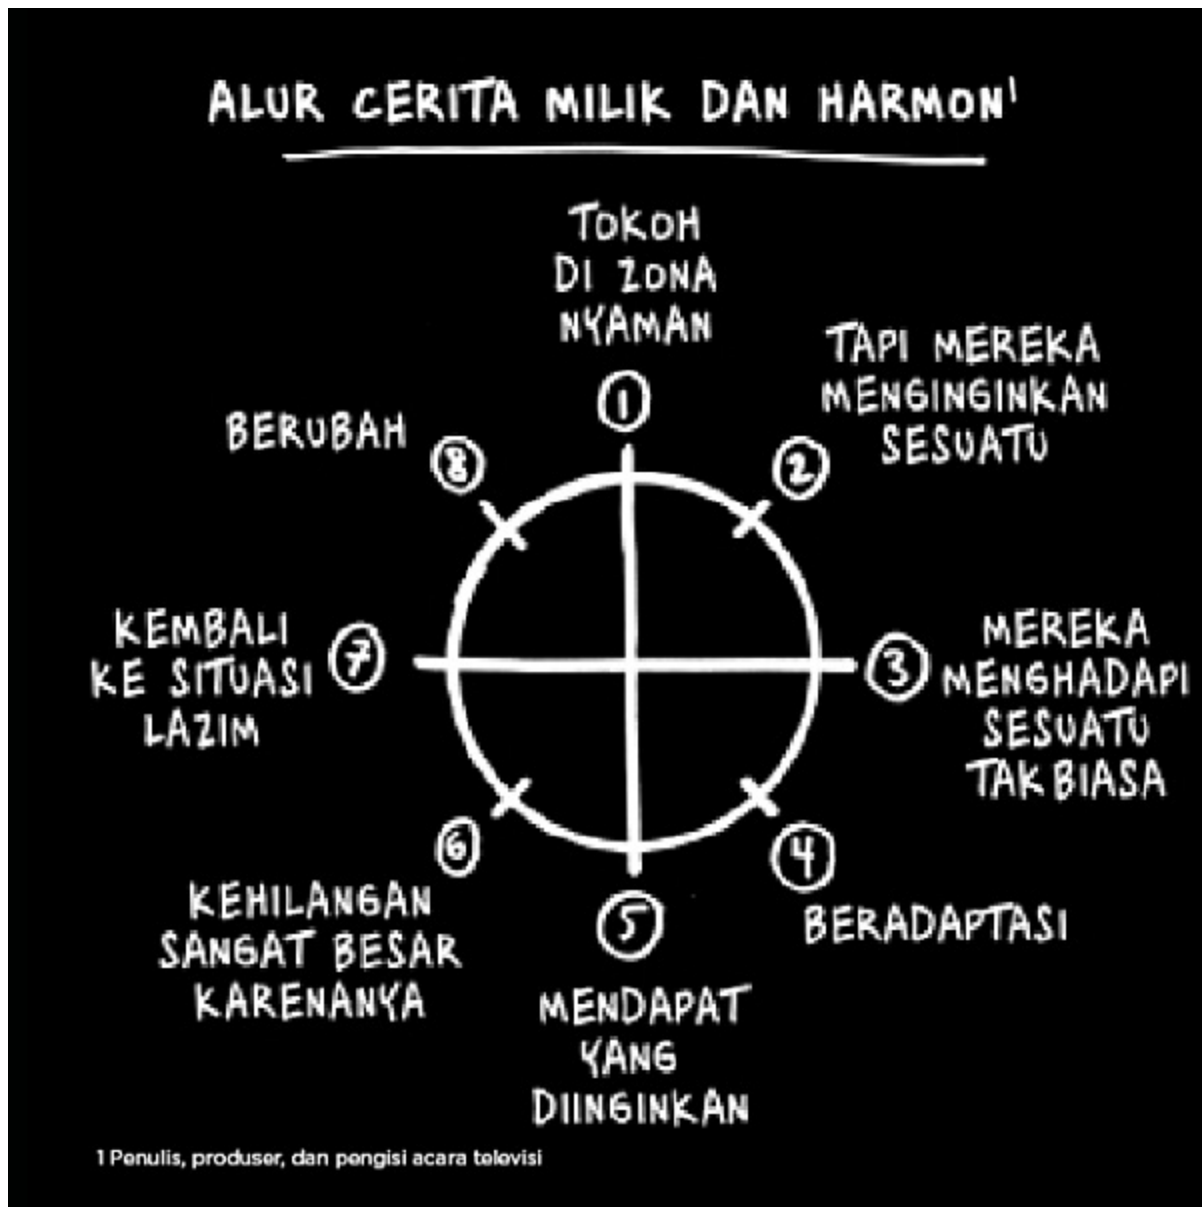 ALUR CERITA MILIK DAN HARMON¹
TOKOH
DI ZONA
NYAMAN
1
TAPI MEREKA
MENGINGINKAN
SESUATU
2
MEREKA
MENGHADAPI
SESUATU
TAK BIASA
3
4
BERADAPTASI
5
MENDAPAT
YANG
DIINGINKAN
6
KEHILANGAN
SANGAT BESAR
KARENANYA
KEMBALI
KE SITUASI
LAZIM
7
BERUBAH
8
1 Penulis, produser, dan pengisi acara televisi